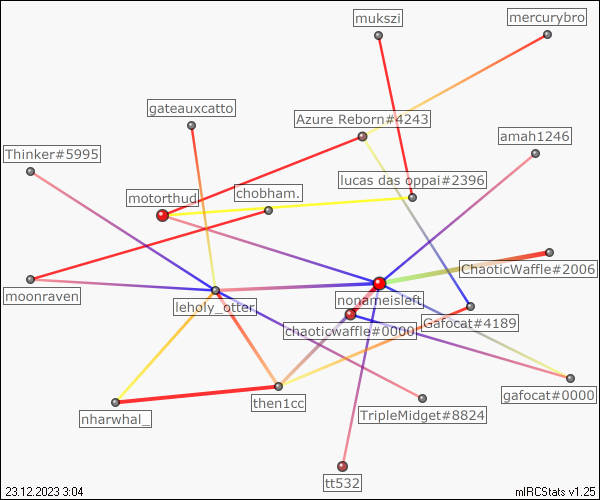 mukszi
mercurybro
gateauxcatto
Azure Reborn#4243
amah1246
Thinker#5995
lucas das oppai#2396
motorthud
chobham.
ChaoticWaffle#2006
moonraven
nonameisleft
leholy_otter
Gafocat#4189
chaoticwaffle#0000
gafocat#0000
then1cc
TripleMidget#8824
nharwhal_
tt532
23.12.2023 3:04
mIRCStats v1.25